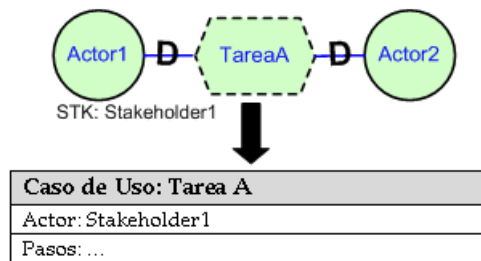 Actor1 D TareaA D Actor2
STK: Stakeholder1
Caso de Uso: Tarea A
Actor: Stakeholder1
Pasos: ...